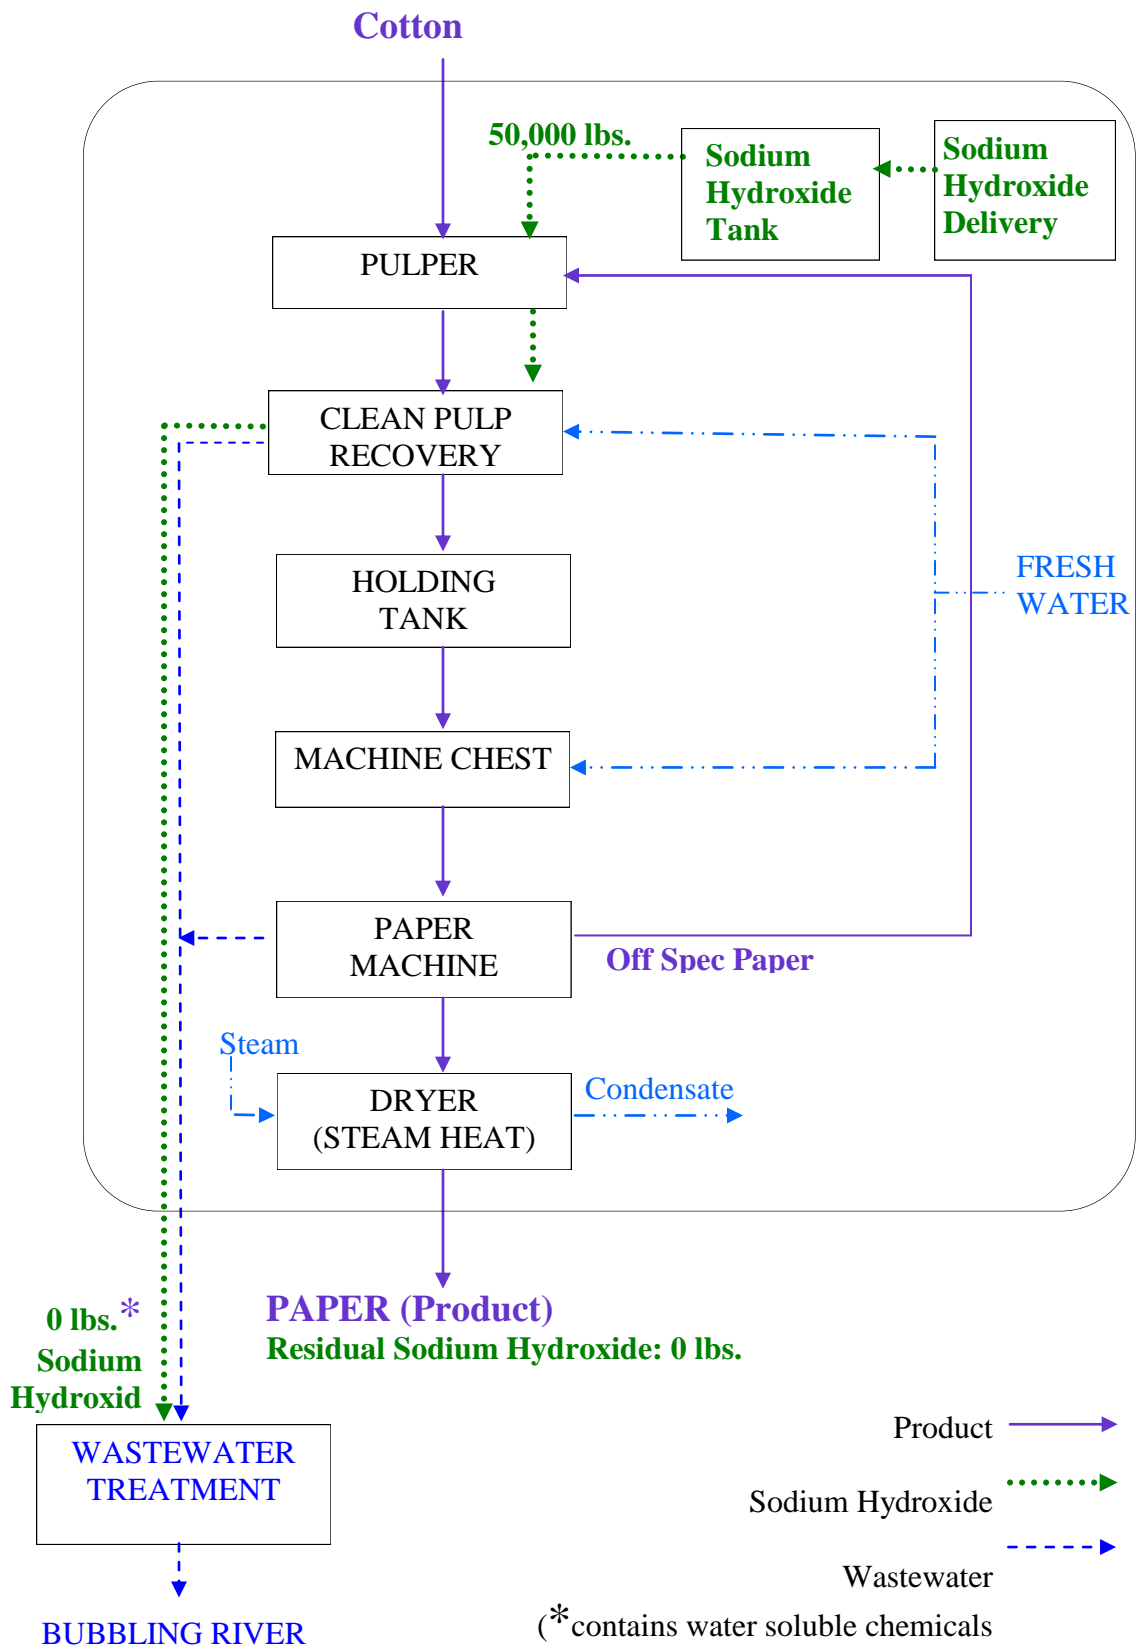 Cotton
50,000 lbs.
Sodium
Hydroxide
Tank
Sodium
Hydroxide
Delivery
PULPER
CLEAN PULP
RECOVERY
HOLDING
TANK
FRESH
WATER
MACHINE CHEST
PAPER
MACHINE
Off Spec Paper
Steam
DRYER
(STEAM HEAT)
Condensate
0 lbs.*
Sodium
Hydroxid
PAPER (Product)
Residual Sodium Hydroxide: 0 lbs.
WASTEWATER
TREATMENT
BUBBLING RIVER
Product
Sodium Hydroxide
Wastewater
(*contains water soluble chemicals